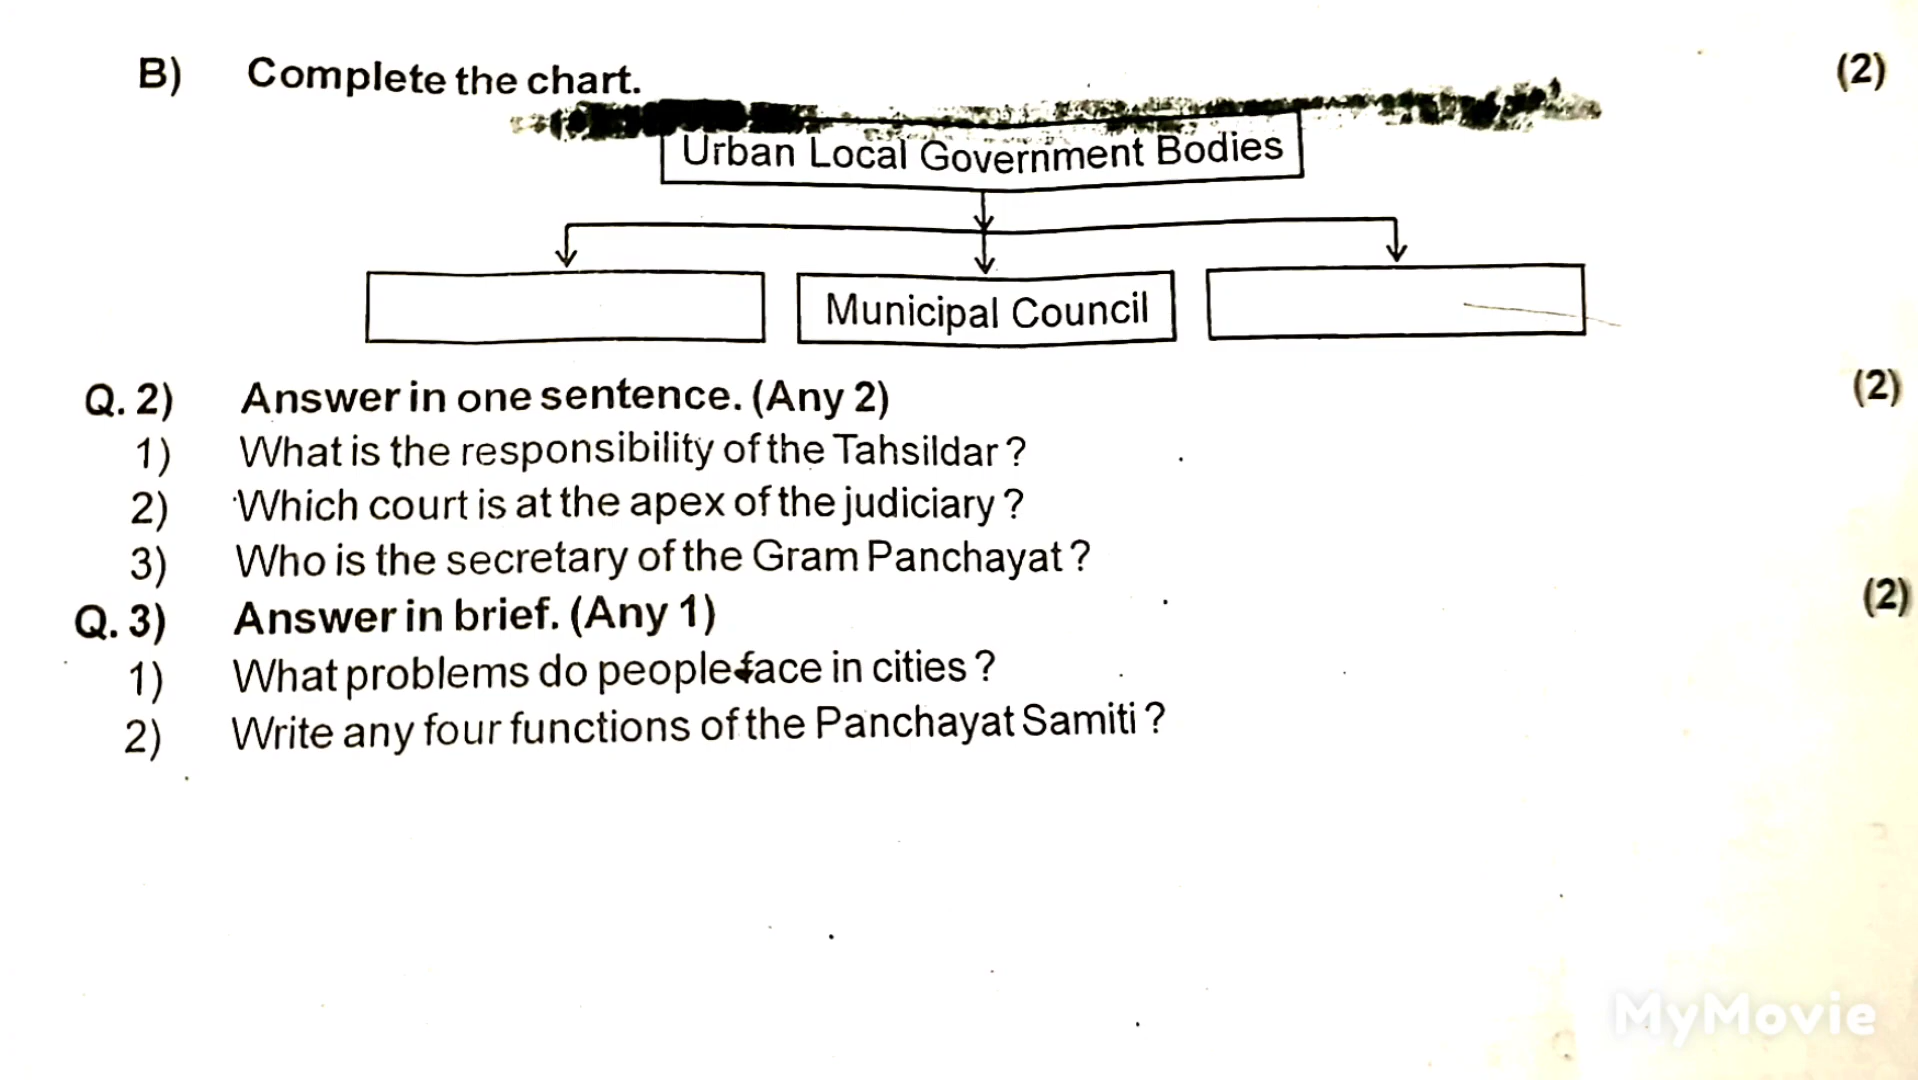 B) Complete the chart. (2)
Urban Local Government Bodies
Municipal Council
Q. 2) Answer in one sentence. (Any 2) (2)
1) What is the responsibility of the Tahsildar ?
2) Which court is at the apex of the judiciary ?
3) Who is the secretary of the Gram Panchayat ?
Q. 3) Answer in brief. (Any 1) (2)
1) What problems do people face in cities ?
2) Write any four functions of the Panchayat Samiti ?
MyMovie